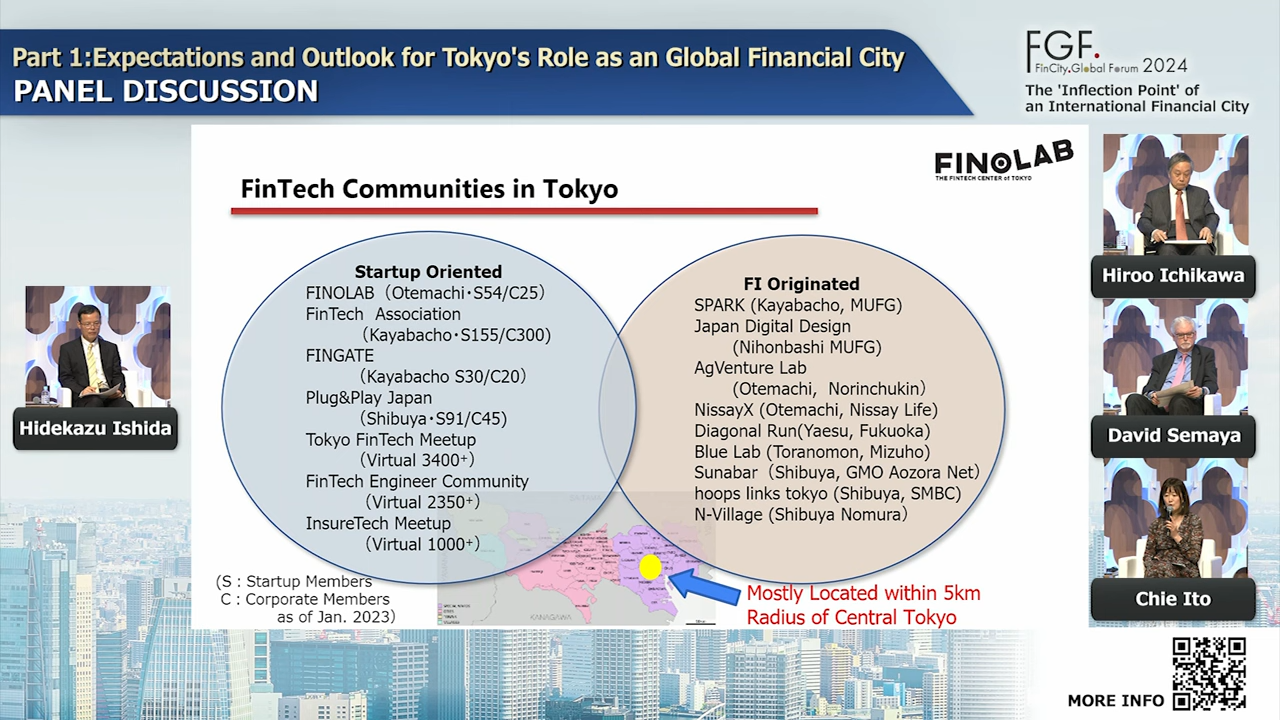 Part 1:Expectations and Outlook for Tokyo's Role as an Global Financial City
PANEL DISCUSSION
FGF.
FinCity.Global Forum 2024
The 'Inflection Point' of
an International Financial City
FINOLAB
THE FINTECH CENTER of TOKYO
FinTech Communities in Tokyo
Startup Oriented
FINOLAB（Otemachi･S54/C25）
FinTech Association
（Kayabacho･S155/C300）
FINGATE
（Kayabacho S30/C20）
Plug&Play Japan
（Shibuya･S91/C45）
Tokyo FinTech Meetup
（Virtual 3400⁺）
FinTech Engineer Community
（Virtual 2350⁺）
InsureTech Meetup
（Virtual 1000⁺）
FI Originated
SPARK (Kayabacho, MUFG)
Japan Digital Design
(Nihonbashi MUFG)
AgVenture Lab
(Otemachi, Norinchukin）
NissayX (Otemachi, Nissay Life)
Diagonal Run(Yaesu, Fukuoka)
Blue Lab (Toranomon, Mizuho)
Sunabar（Shibuya, GMO Aozora Net）
hoops links tokyo (Shibuya, SMBC)
N-Village (Shibuya Nomura）
(S : Startup Members
C : Corporate Members
as of Jan. 2023）
KANAGAWA
Mostly Located within 5km
Radius of Central Tokyo
Hidekazu Ishida
Hiroo Ichikawa
David Semaya
Chie Ito
MORE INFO